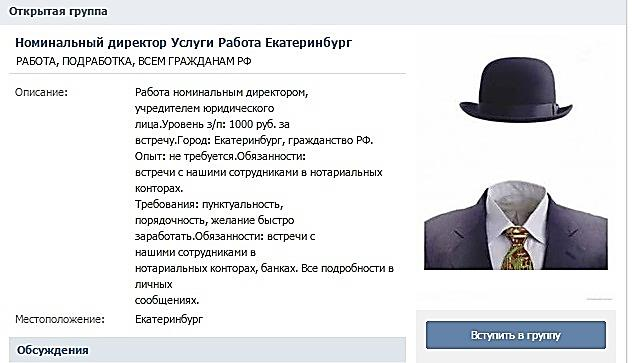 Открытая группа
Номинальный директор Услуги Работа Екатеринбург
РАБОТА, ПОДРАБОТКА, ВСЕМ ГРАЖДАНАМ РФ
Описание: Работа номинальным директором,
учредителем юридического
лица.Уровень з/п: 1000 руб. за
встречу.Город: Екатеринбург, гражданство РФ.
Опыт: не требуется.Обязанности:
встречи с нашими сотрудниками в нотариальных
конторах.
Требования: пунктуальность,
порядочность, желание быстро
заработать.Обязанности: встречи с
нашими сотрудниками в
нотариальных конторах, банках. Все подробности в
личных
сообщениях.
Местоположение: Екатеринбург
Обсуждения
Вступить в группу